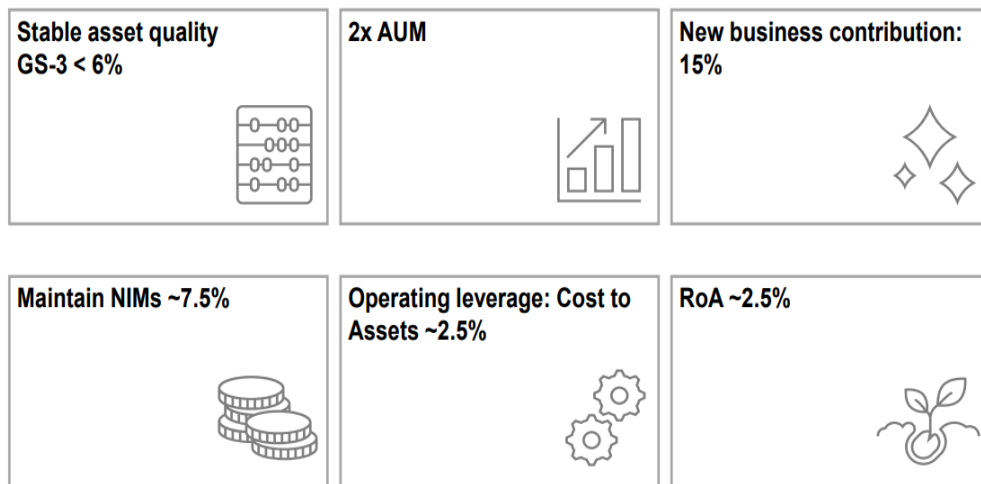 Stable asset quality
GS-3 < 6%
2x AUM
New business contribution:
15%
Maintain NIMs ~7.5%
Operating leverage: Cost to
Assets ~2.5%
RoA ~2.5%